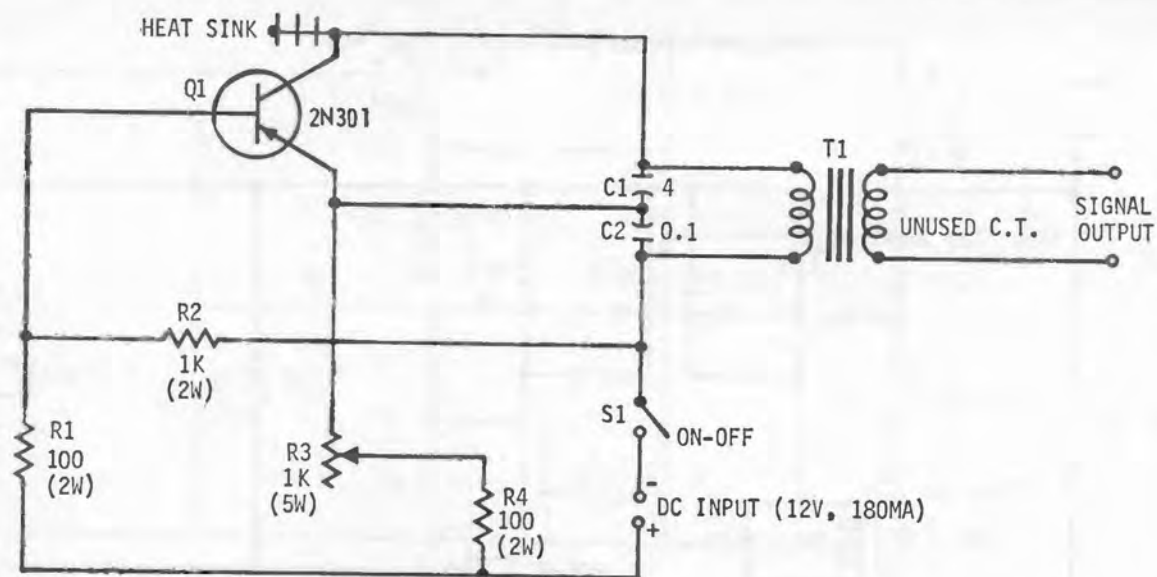 HEAT SINK
Q1
2N301
T1
C1 4
C2 0.1
UNUSED C.T.
SIGNAL
OUTPUT
R2
1K
(2W)
S1
ON-OFF
R1
100
(2W)
R3
1K
(5W)
R4
100
(2W)
-
DC INPUT (12V, 180MA)
+